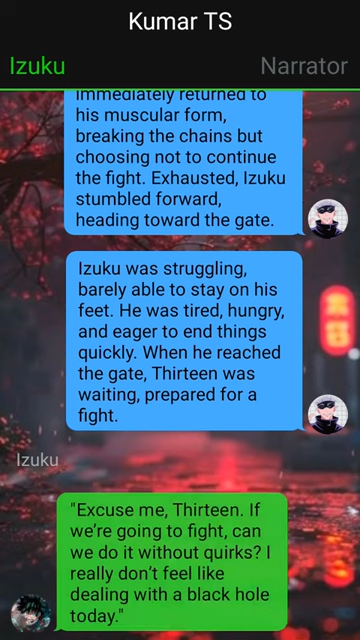 Kumar TS
Izuku
Narrator
immediately returned to
his muscular form,
breaking the chains but
choosing not to continue
the fight. Exhausted, Izuku
stumbled forward,
heading toward the gate.
Izuku was struggling,
barely able to stay on his
feet. He was tired, hungry,
and eager to end things
quickly. When he reached
the gate, Thirteen was
waiting, prepared for a
fight.
Izuku
"Excuse me, Thirteen. If
we're going to fight, can
we do it without quirks? I
really don't feel like
dealing with a black hole
today."